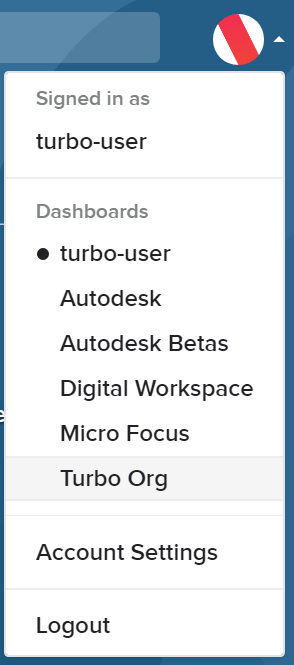 Signed in as
turbo-user
Dashboards
turbo-user
Autodesk
Autodesk Betas
Digital Workspace
Micro Focus
Turbo Org
Account Settings
Logout